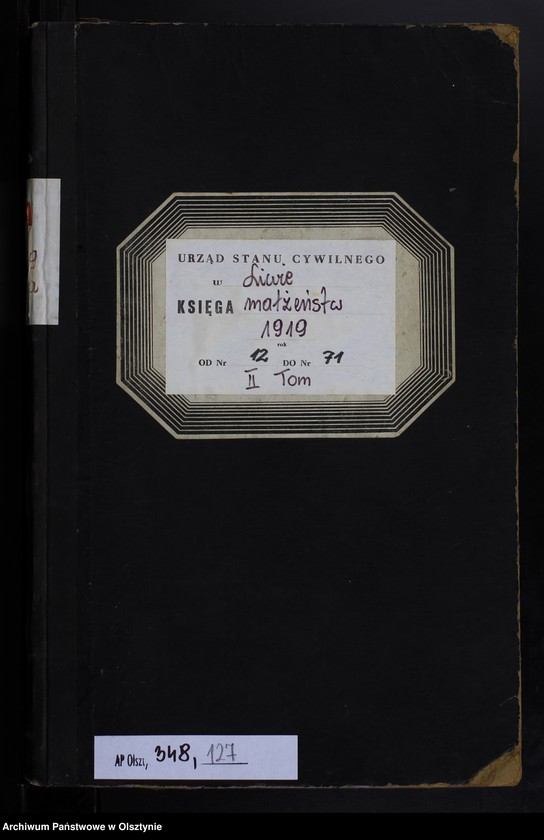 URZĄD STANU CYWILNEGO
w Liwie
KSIĘGA małżeństw
1919
rok
OD Nr 12 DO Nr 71
II Tom
AP Olszt, 348, 127
Archiwum Państwowe w Olsztynie